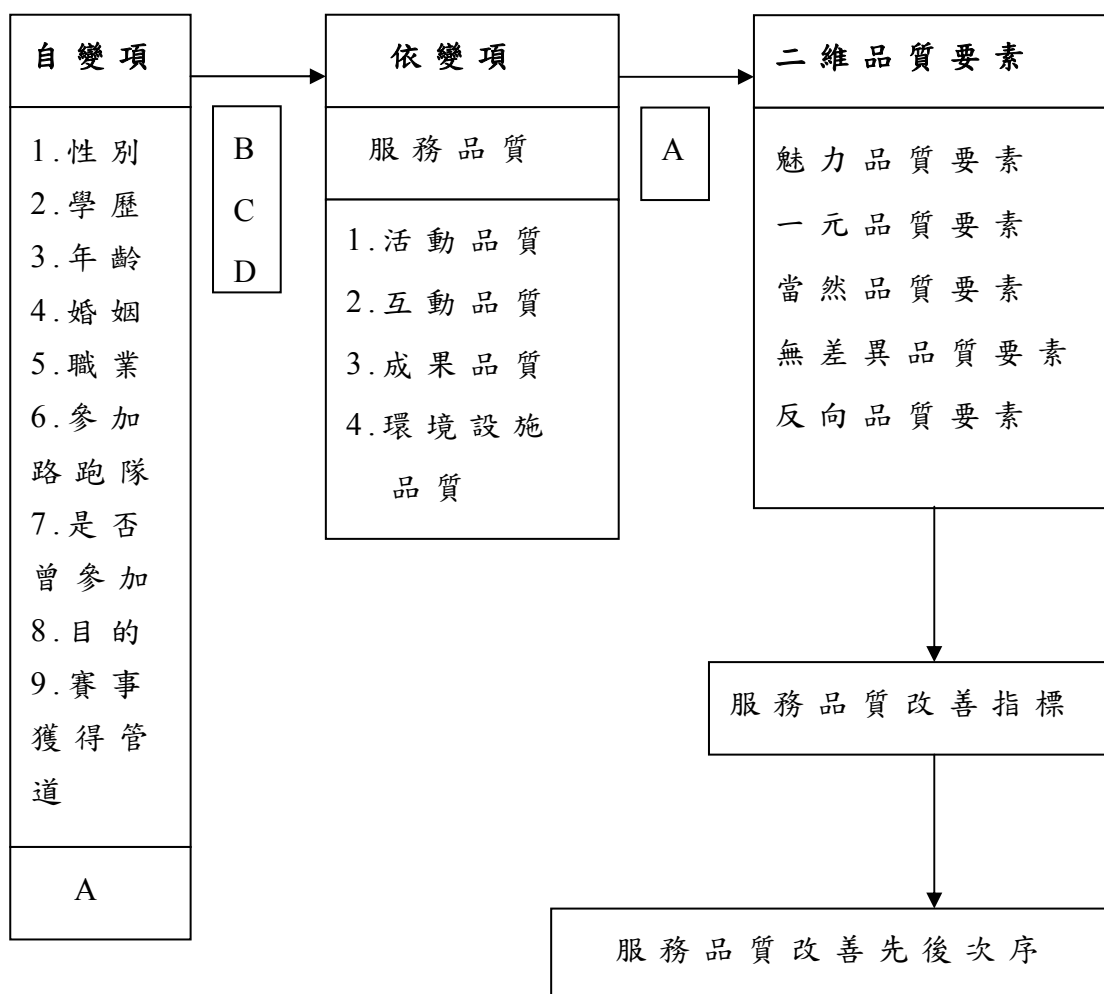 自變項
1.性別
2.學歷
3.年齡
4.婚姻
5.職業
6.參加
路跑隊
7.是否
曾參加
8.目的
9.賽事
獲得管
道
A
B
C
D
依變項
服務品質
1.活動品質
2.互動品質
3.成果品質
4.環境設施
品質
A
二維品質要素
魅力品質要素
一元品質要素
當然品質要素
無差異品質要素
反向品質要素
服務品質改善指標
服務品質改善先後次序